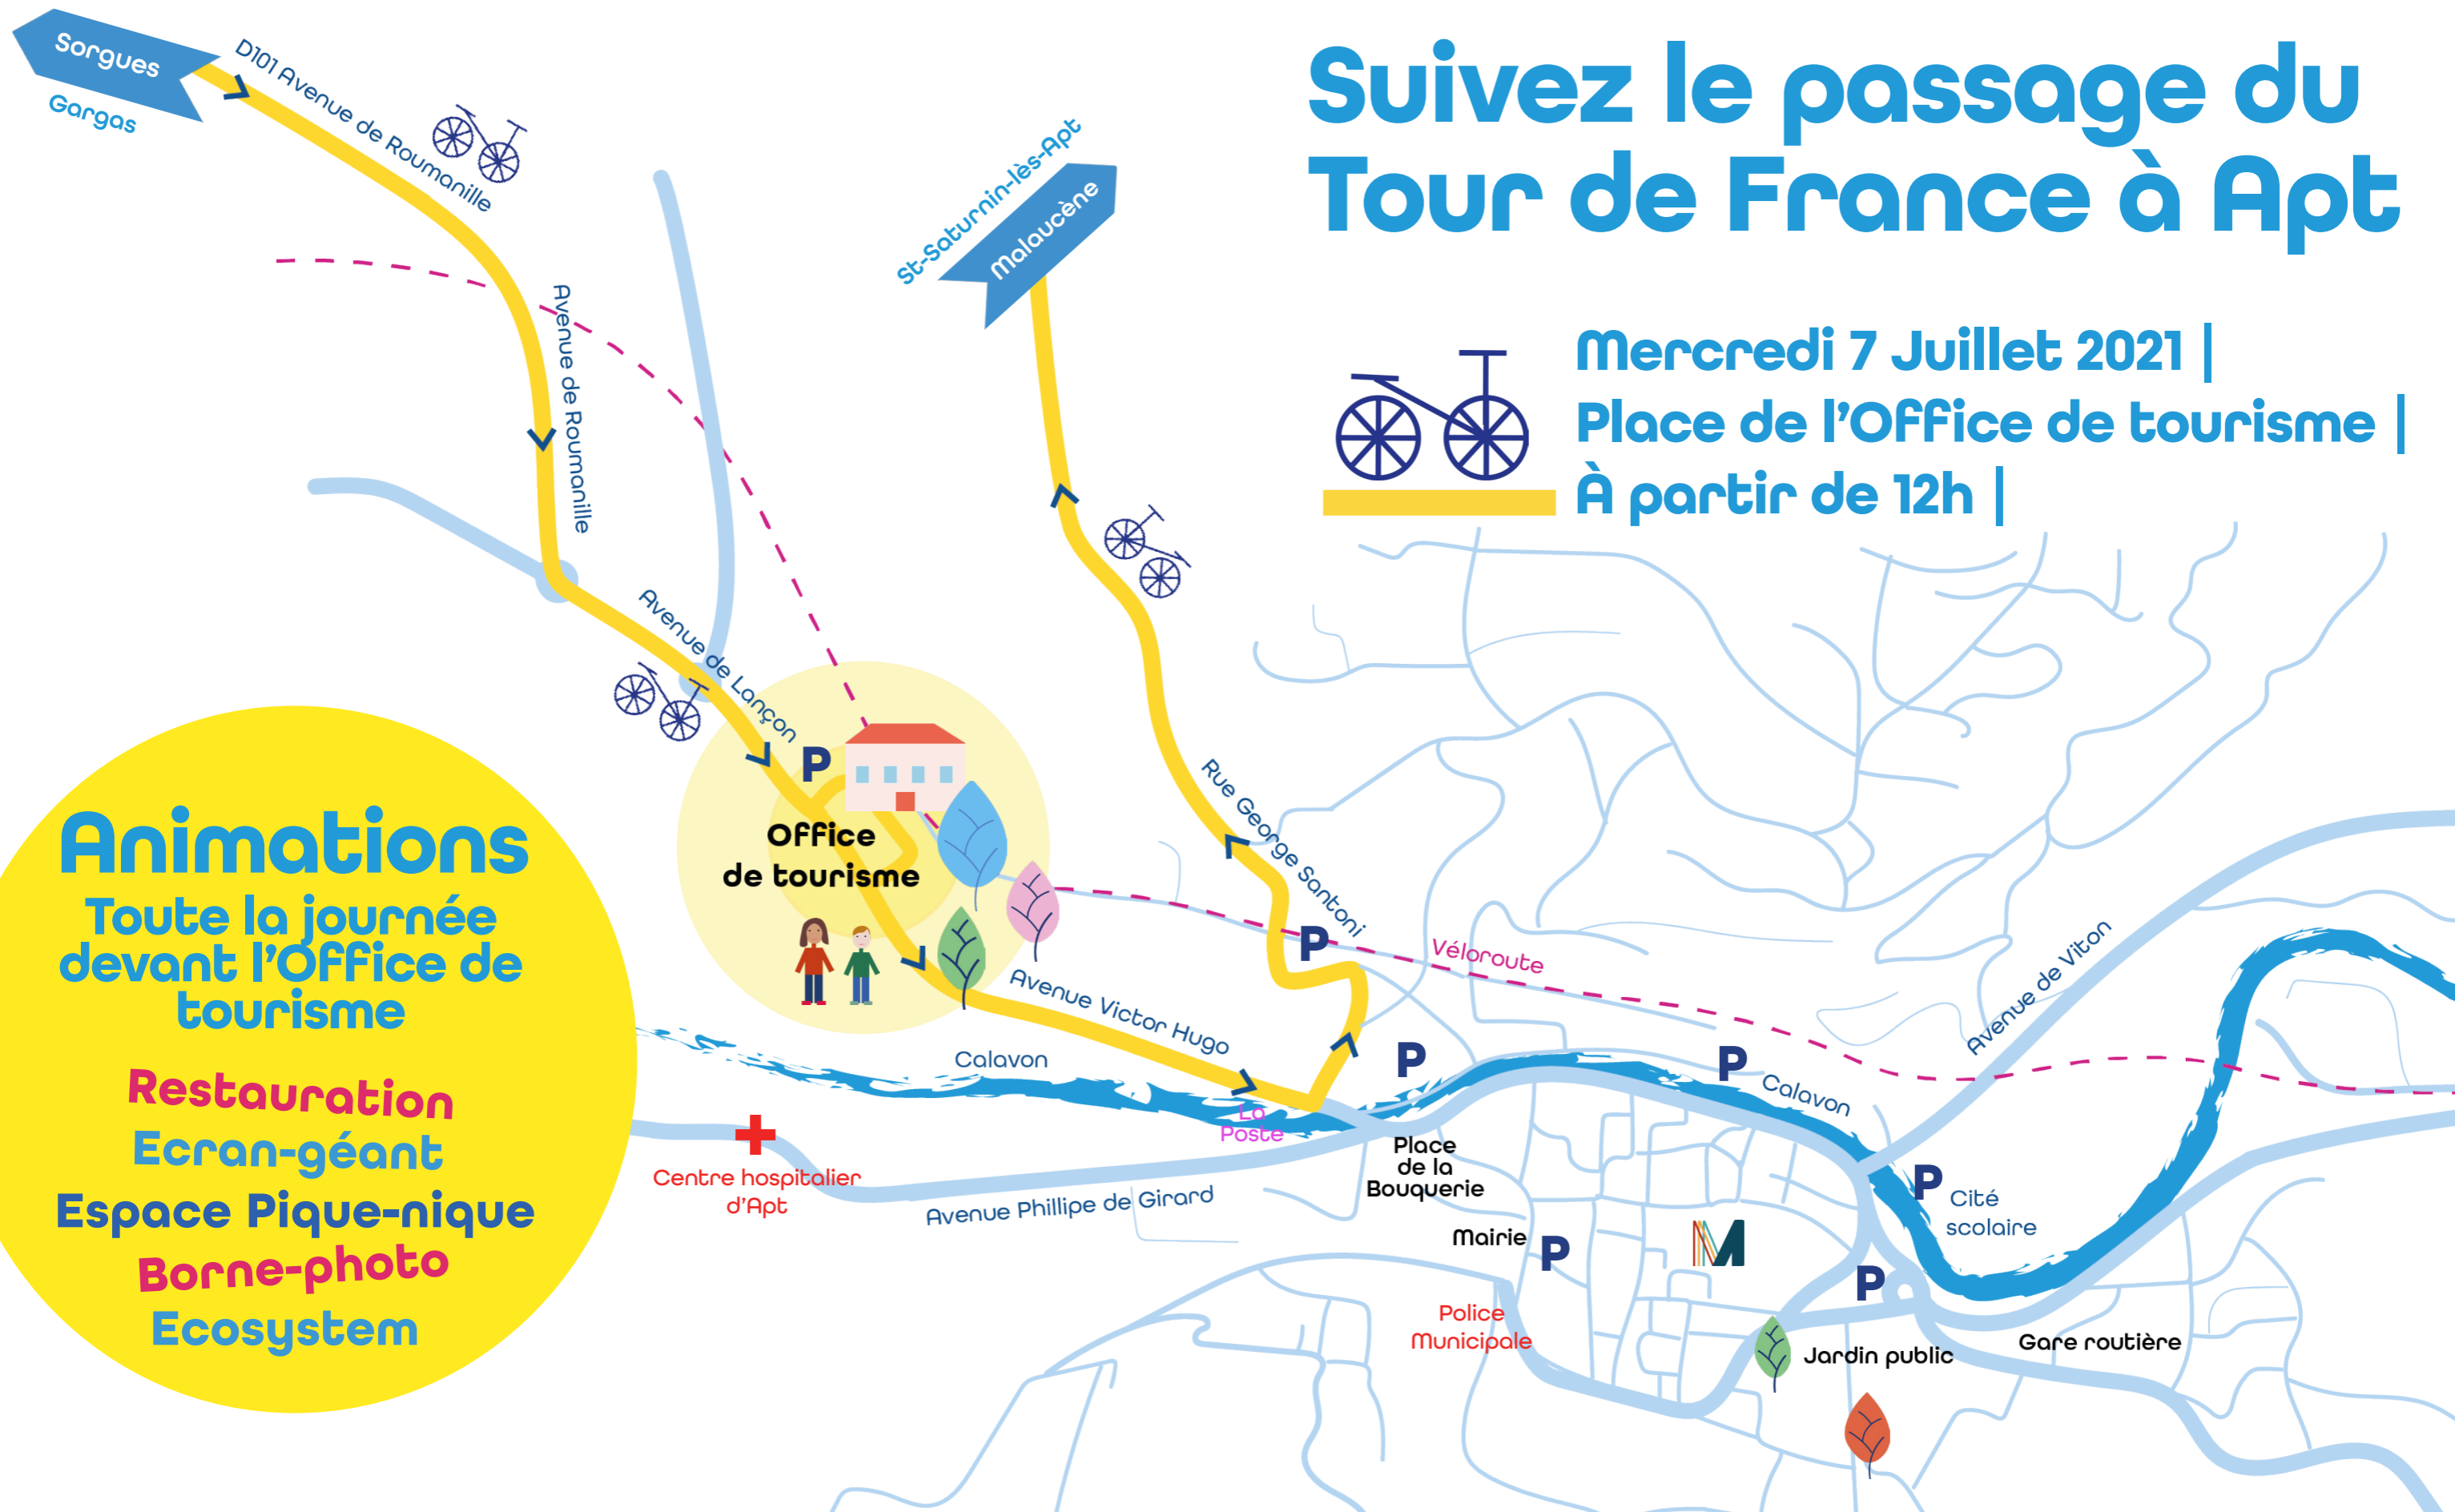 Suivez le passage du
Tour de France à Apt
Mercredi 7 Juillet 2021 |
Place de l'Office de tourisme |
À partir de 12h |
Sorgues
Gargas
D101 Avenue de Roumanille
St-Saturnin-lès-Apt
Malaucène
Avenue de Roumanille
Avenue de Lançon
P
Office
de tourisme
Rue George Santoni
P
Véloroute
Avenue Victor Hugo
Avenue de Viton
Calavon
P
P
Calavon
La
Poste
Place
de la
Bouquerie
Centre hospitalier
d'Apt
Avenue Phillipe de Girard
P
Cité
scolaire
Mairie
P
M
P
Police
Municipale
Jardin public
Gare routière
Animations
Toute la journée
devant l'Office de
tourisme
Restauration
Ecran-géant
Espace Pique-nique
Borne-photo
Ecosystem